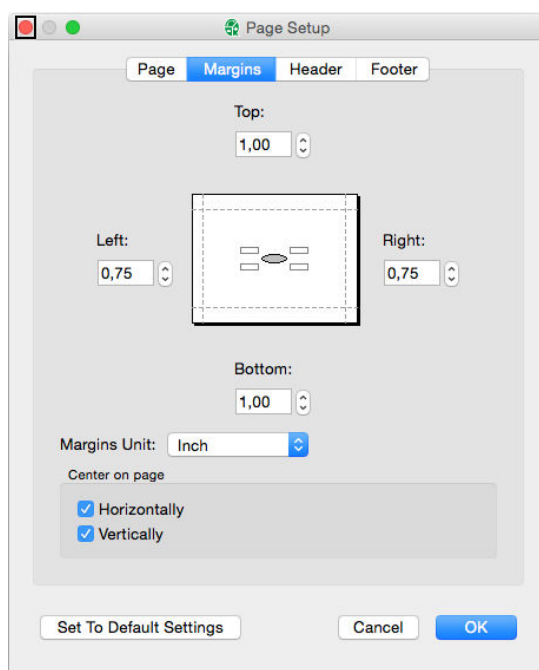 Page Setup
Page Margins Header Footer
Top:
1,00
Left: Right:
0,75 0,75
Bottom:
1,00
Margins Unit: Inch
Center on page
Horizontally
Vertically
Set To Default Settings Cancel OK